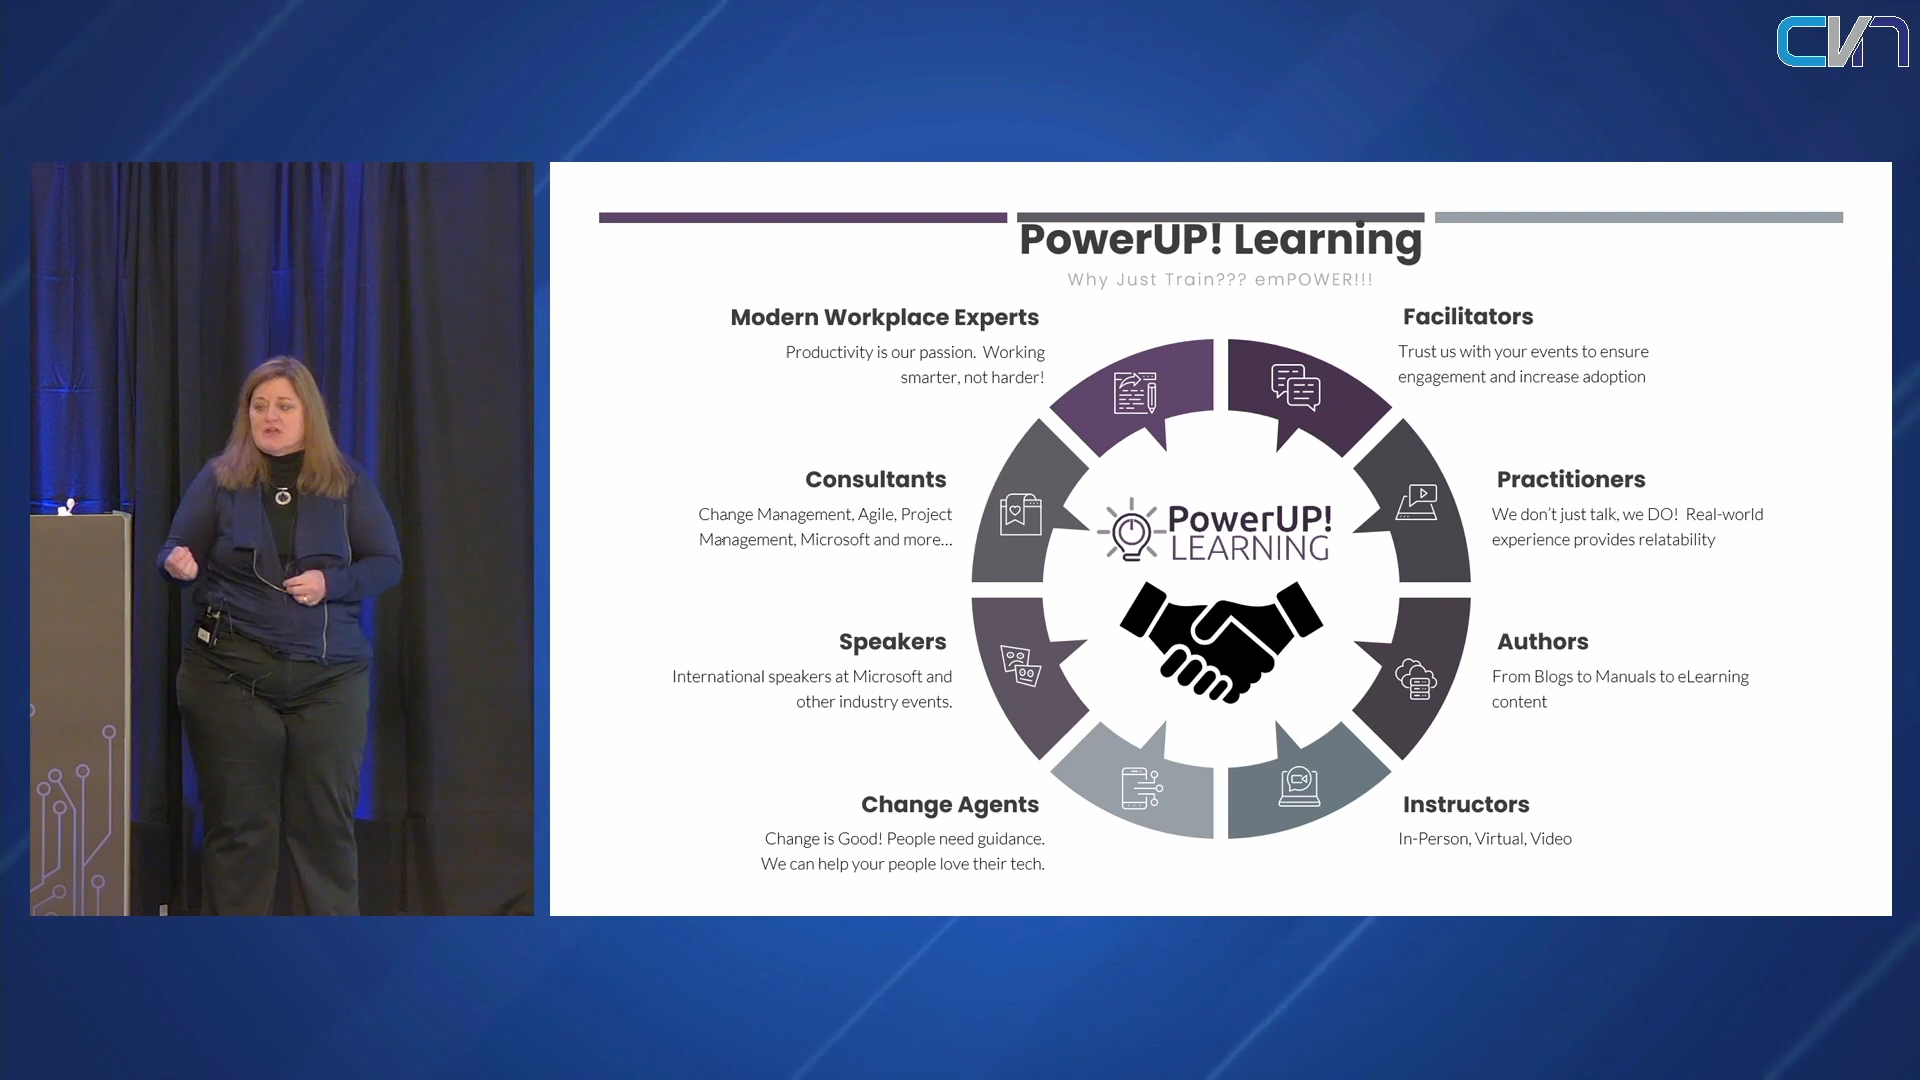 CVN
PowerUP! Learning
Why Just Train??? emPOWER!!!
Modern Workplace Experts
Productivity is our passion.  Working
smarter, not harder!
Facilitators
Trust us with your events to ensure
engagement and increase adoption
Consultants
Change Management, Agile, Project
Management, Microsoft and more...
Practitioners
We don't just talk, we DO!  Real-world
experience provides relatability
PowerUP!
LEARNING
Speakers
International speakers at Microsoft and
other industry events.
Authors
From Blogs to Manuals to eLearning
content
Change Agents
Change is Good! People need guidance.
We can help your people love their tech.
Instructors
In-Person, Virtual, Video